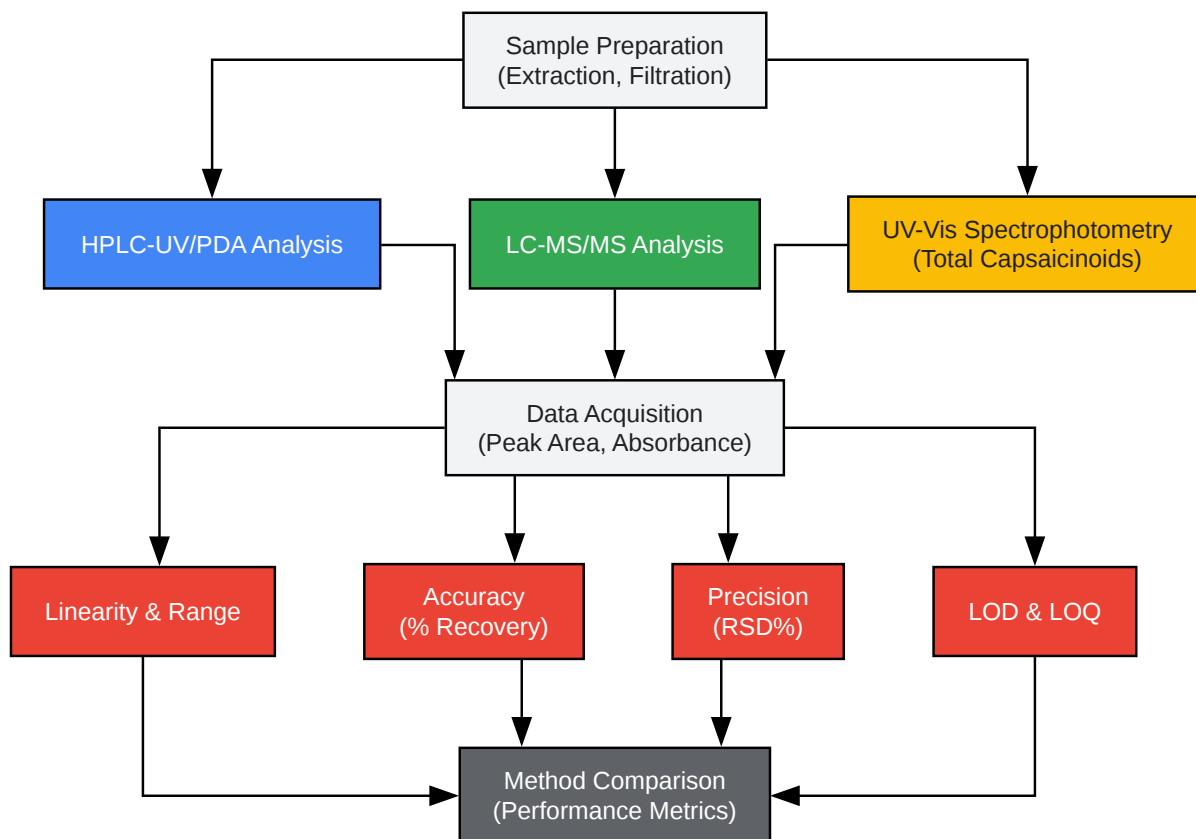 Sample Preparation
(Extraction, Filtration)
HPLC-UV/PDA Analysis
LC-MS/MS Analysis
UV-Vis Spectrophotometry
(Total Capsaicinoids)
Data Acquisition
(Peak Area, Absorbance)
Linearity & Range
Accuracy
(% Recovery)
Precision
(RSD%)
LOD & LOQ
Method Comparison
(Performance Metrics)